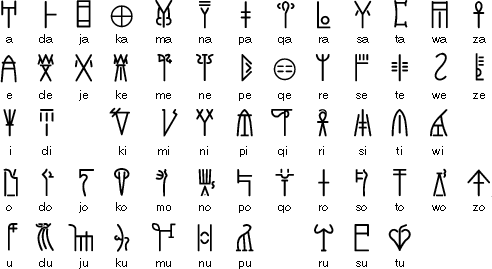 𐀀 𐀅 𐀊 𐀏 𐀔 𐀙 𐀞 𐀣 𐀨 𐀭 𐀲 𐀷 𐀼
a da ja ka ma na pa qa ra sa ta wa za
𐀁 𐀆 𐀋 𐀐 𐀕 𐀚 𐀟 𐀤 𐀩 𐀮 𐀳 𐀸 𐀽
e de je ke me ne pe qe re se te we ze
𐀂 𐀇 𐀑 𐀖 𐀛 𐀠 𐀥 𐀪 𐀯 𐀴 𐀹
i di ki mi ni pi qi ri si ti wi
𐀃 𐀈 𐀍 𐀒 𐀗 𐀜 𐀡 𐀦 𐀫 𐀰 𐀵 𐀺 𐀿
o do jo ko mo no po qo ro so to wo zo
𐀄 𐀉 𐀎 𐀓 𐀘 𐀝 𐀢 𐀬 𐀱 𐀶
u du ju ku mu nu pu ru su tu